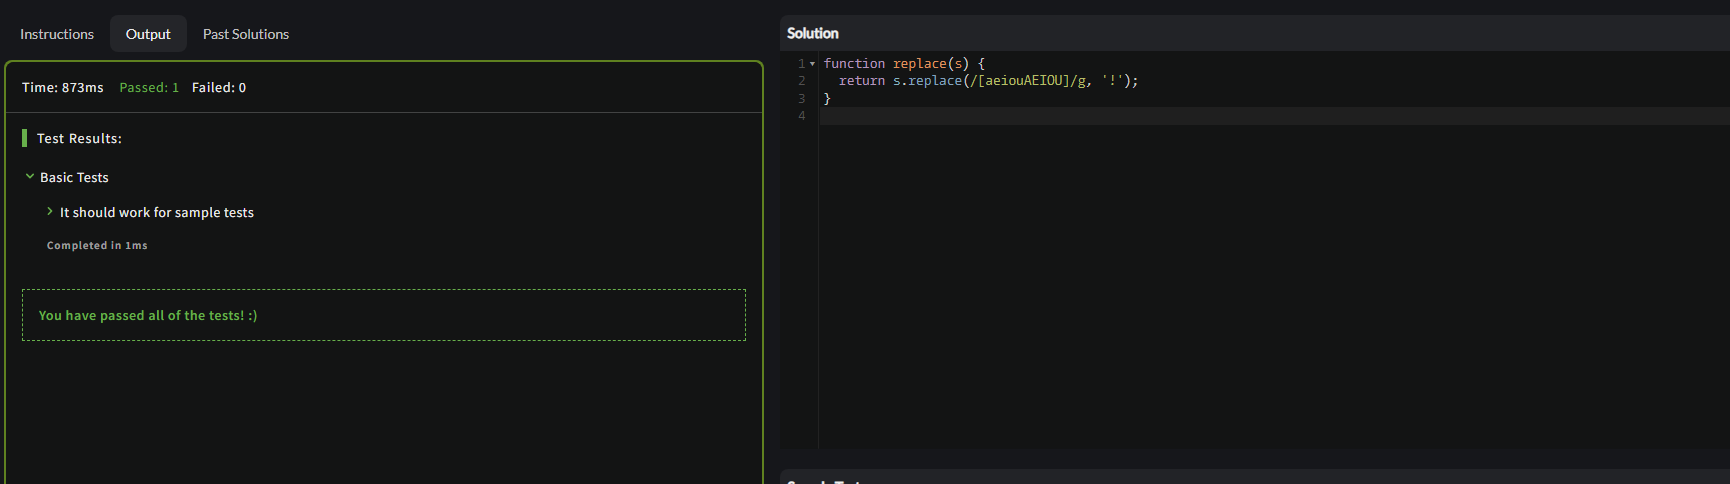 Instructions Output Past Solutions
Time: 873ms Passed: 1 Failed: 0
Test Results:
Basic Tests
It should work for sample tests
Completed in 1ms
You have passed all of the tests! :)
Solution
1 function replace(s) {
2   return s.replace(/[aeiouAEIOU]/g, '!');
3 }
4